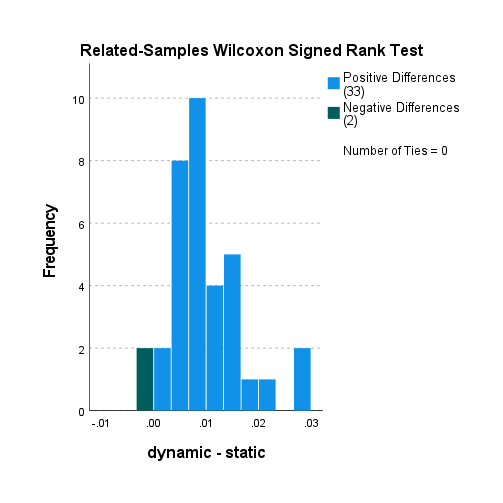 Related-Samples Wilcoxon Signed Rank Test
Positive Differences
(33)
Negative Differences
(2)
Number of Ties = 0
Frequency
10
8
6
4
2
0
-.01 .00 .01 .02 .03
dynamic - static